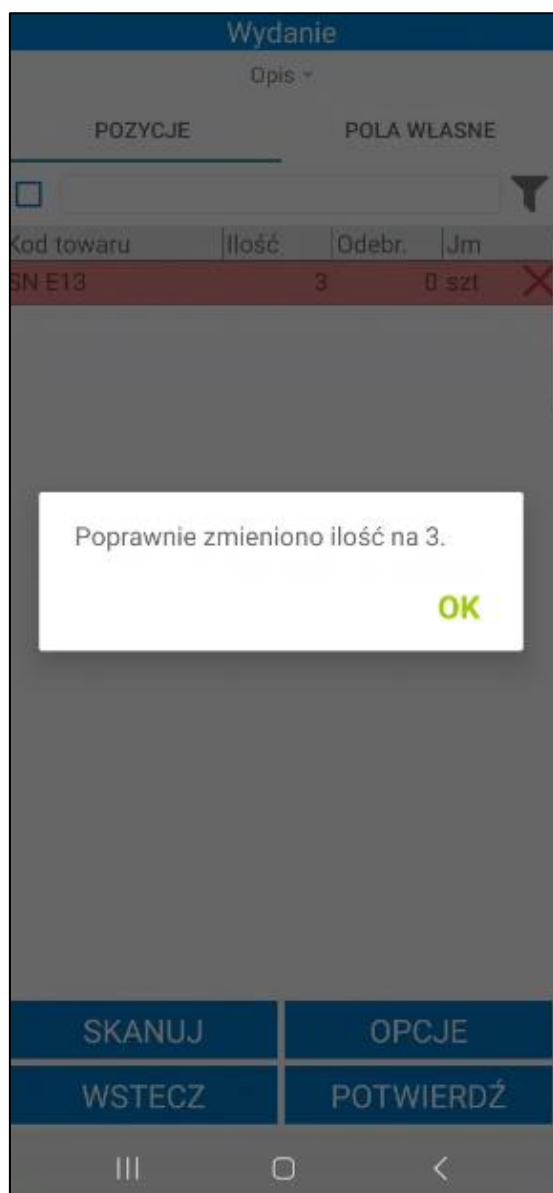 Wydanie
Opis
POZYCJE POLA WŁASNE
Kod towaru Ilość Odebr. Jm
SN E13 3 0 szt
Poprawnie zmieniono ilość na 3.
OK
SKANUJ OPCJE
WSTECZ POTWIERDŹ